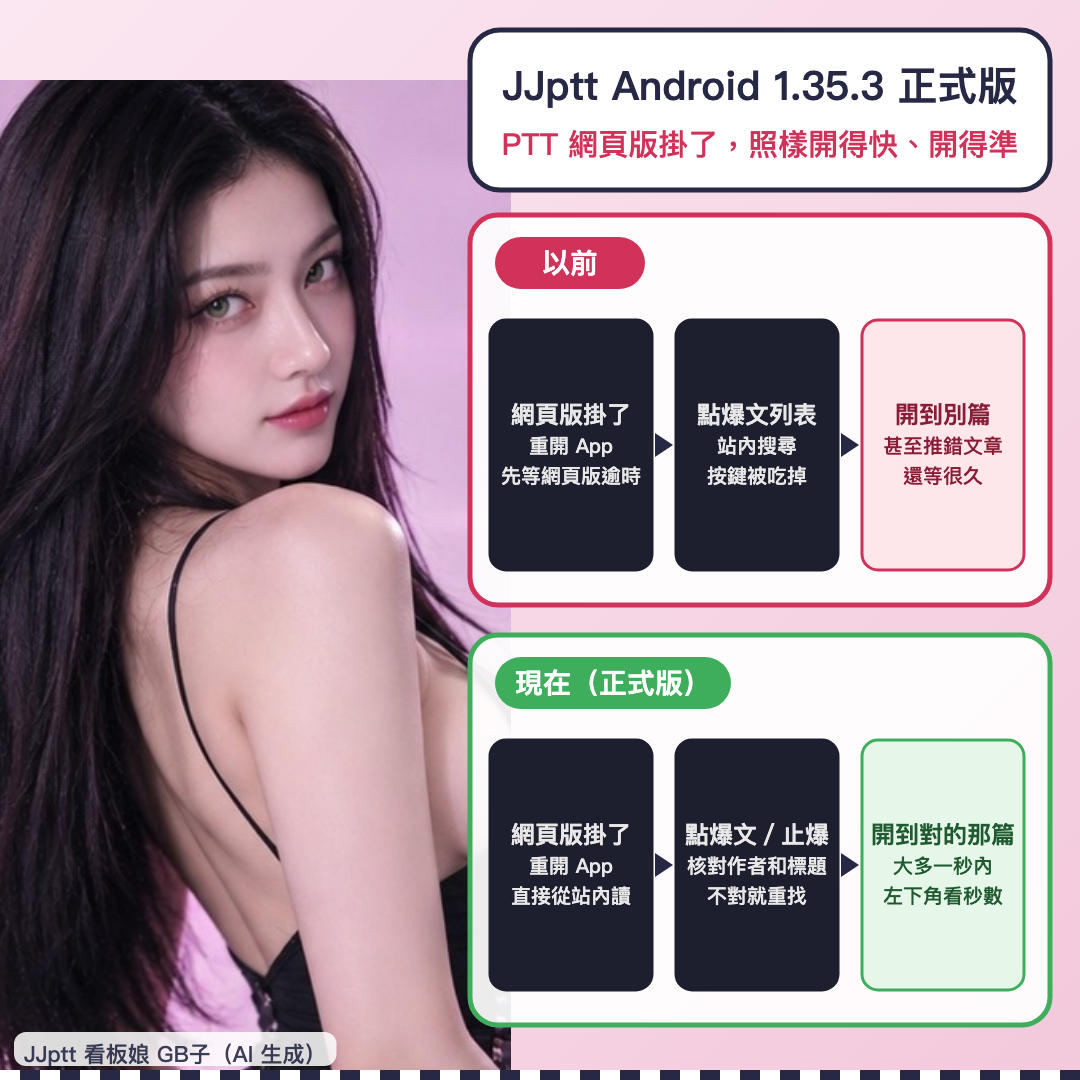 JJptt Android 1.35.3 正式版
PTT 網頁版掛了，照樣開得快、開得準
以前
網頁版掛了
重開 App
先等網頁版逾時
點爆文列表
站內搜尋
按鍵被吃掉
開到別篇
甚至推錯文章
還等很久
現在（正式版）
網頁版掛了
重開 App
直接從站內讀
點爆文 / 止爆
核對作者和標題
不對就重找
開到對的那篇
大多一秒內
左下角看秒數
JJptt 看板娘 GB子（AI 生成）